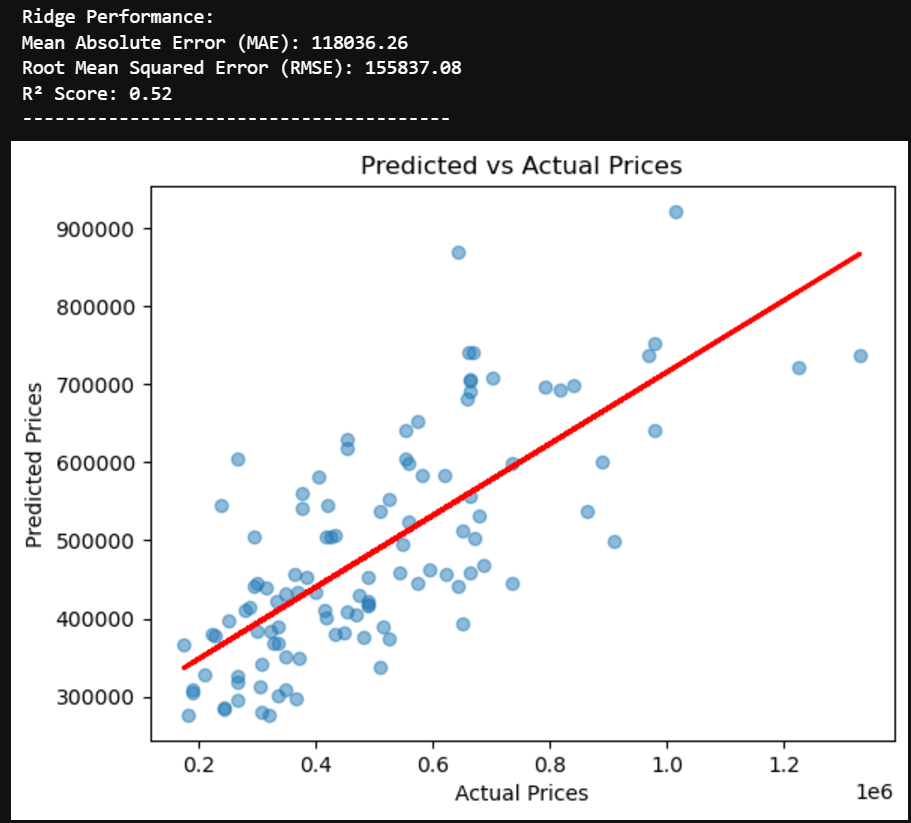 Ridge Performance:
Mean Absolute Error (MAE): 118036.26
Root Mean Squared Error (RMSE): 155837.08
R² Score: 0.52
----------------------------------------
Predicted vs Actual Prices
900000
800000
700000
600000
500000
400000
300000
Predicted Prices
0.2 0.4 0.6 0.8 1.0 1.2
1e6
Actual Prices